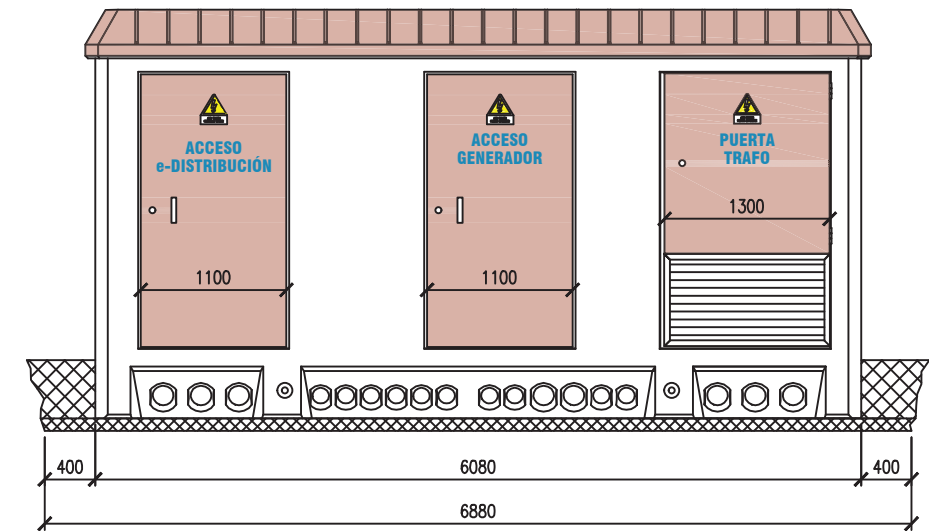 ACCESO
e-DISTRIBUCIÓN
ACCESO
GENERADOR
PUERTA
TRAFO
1300
1100
1100
400
6080
400
6880